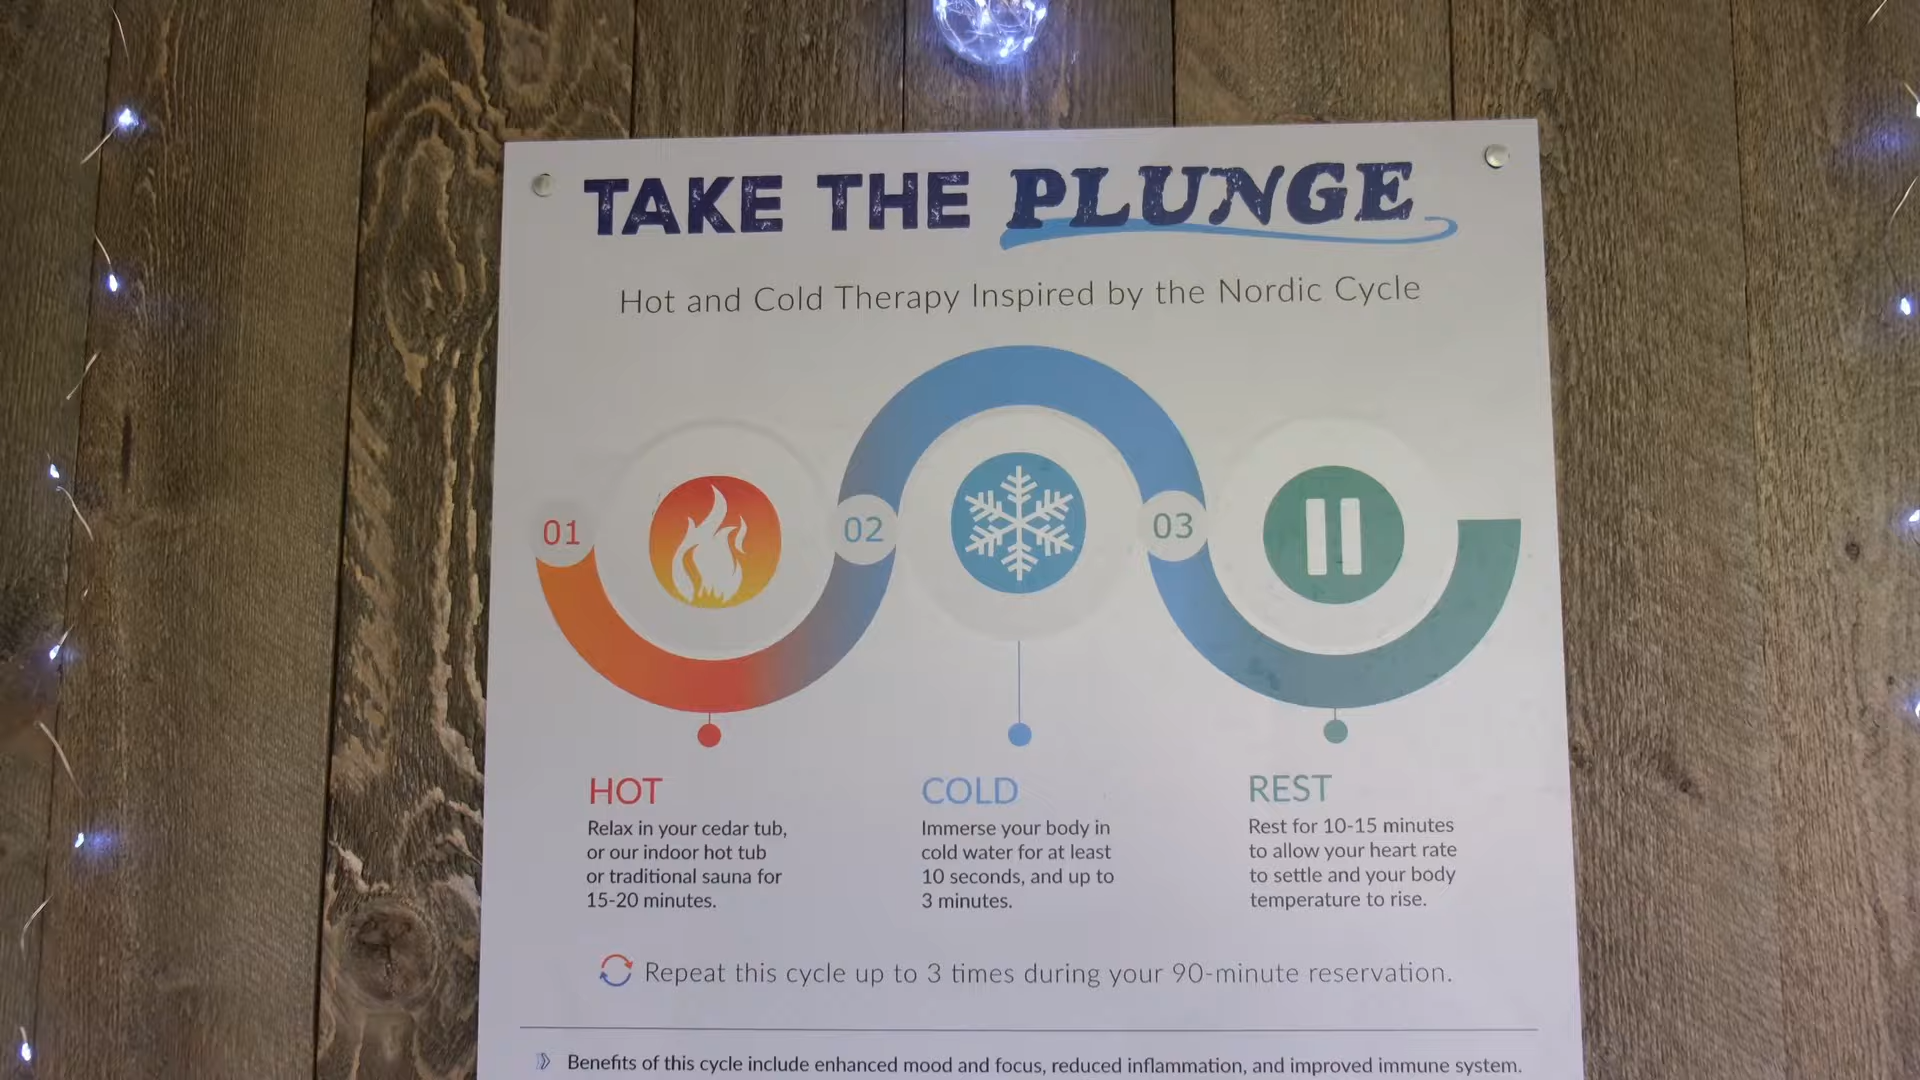 TAKE THE PLUNGE
Hot and Cold Therapy Inspired by the Nordic Cycle
01
02
03
HOT
Relax in your cedar tub,
or our indoor hot tub
or traditional sauna for
15-20 minutes.
COLD
Immerse your body in
cold water for at least
10 seconds, and up to
3 minutes.
REST
Rest for 10-15 minutes
to allow your heart rate
to settle and your body
temperature to rise.
Repeat this cycle up to 3 times during your 90-minute reservation.
Benefits of this cycle include enhanced mood and focus, reduced inflammation, and improved immune system.